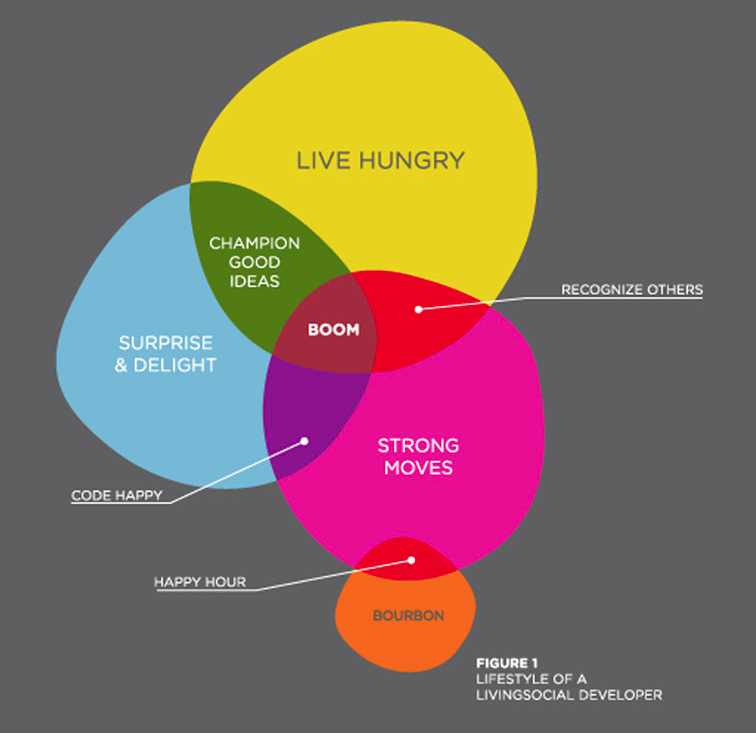 LIVE HUNGRY
CHAMPION
GOOD
IDEAS
RECOGNIZE OTHERS
BOOM
SURPRISE
& DELIGHT
STRONG
MOVES
CODE HAPPY
HAPPY HOUR
BOURBON
FIGURE 1
LIFESTYLE OF A
LIVINGSOCIAL DEVELOPER